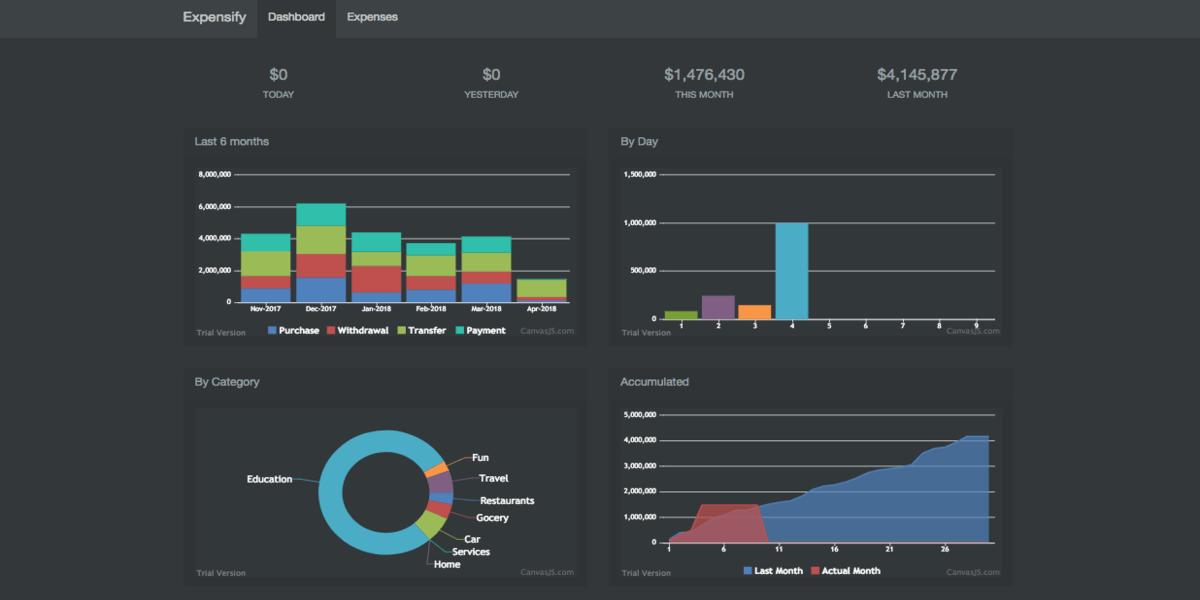 Expensify Dashboard Expenses
$0 $0 $1,476,430 $4,145,877
TODAY YESTERDAY THIS MONTH LAST MONTH
Last 6 months
8,000,000
6,000,000
4,000,000
2,000,000
0
Nov-2017 Dec-2017 Jan-2018 Feb-2018 Mar-2018 Apr-2018
Trial Version Purchase Withdrawal Transfer Payment CanvasJS.com
By Day
1,500,000
1,000,000
500,000
0
1 2 3 4 5 6 7 8 9
Trial Version CanvasJS.com
By Category
Education
Fun
Travel
Restaurants
Gocery
Car
Services
Home
Trial Version CanvasJS.com
Accumulated
5,000,000
4,000,000
3,000,000
2,000,000
1,000,000
0
1 6 11 16 21 26
Trial Version Last Month Actual Month CanvasJS.com